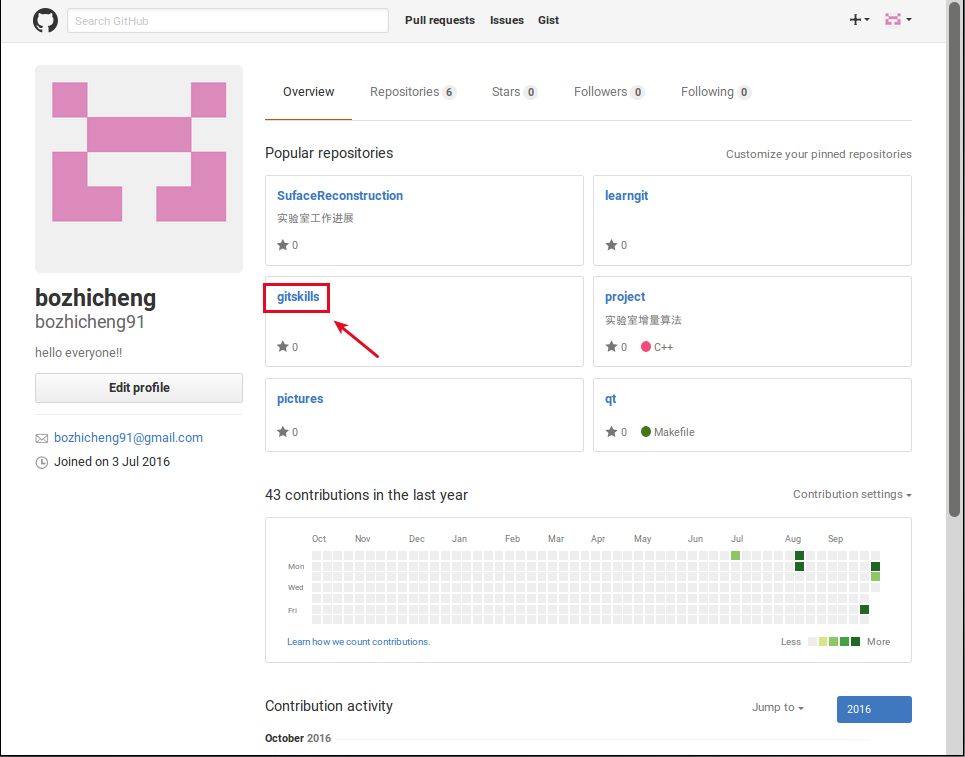 Search GitHub Pull requests Issues Gist
Overview Repositories 6 Stars 0 Followers 0 Following 0
bozhicheng
bozhicheng91
hello everyone!!
Edit profile
bozhicheng91@gmail.com
Joined on 3 Jul 2016
Popular repositories Customize your pinned repositories
SufaceReconstruction
实验室工作进展
0
learngit
0
gitskills
0
project
实验室增量算法
0 C++
pictures
0
qt
0 Makefile
43 contributions in the last year Contribution settings
Oct Nov Dec Jan Feb Mar Apr May Jun Jul Aug Sep
Mon
Wed
Fri
Learn how we count contributions. Less More
Contribution activity Jump to 2016
October 2016